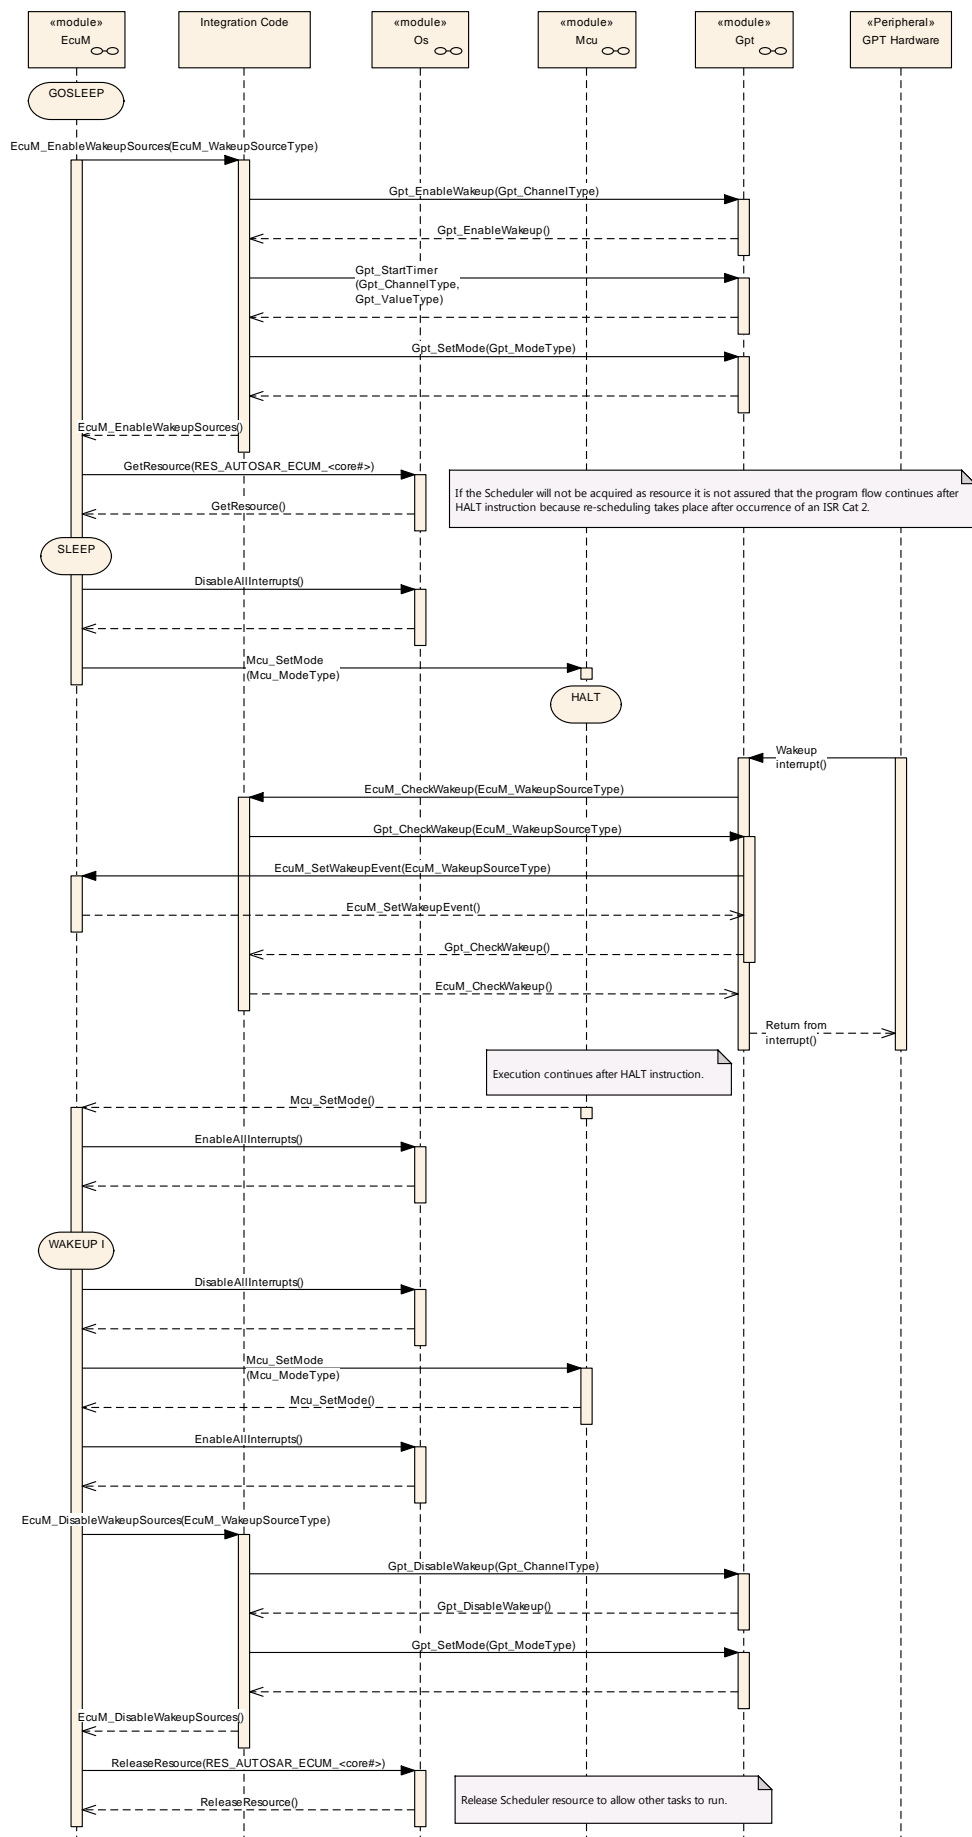 «module»
EcuM
Integration Code
«module»
Os
«module»
Mcu
«module»
Gpt
«Peripheral»
GPT Hardware
GOSLEEP
EcuM_EnableWakeupSources(EcuM_WakeupSourceType)
Gpt_EnableWakeup(Gpt_ChannelType)
Gpt_EnableWakeup()
Gpt_StartTimer
(Gpt_ChannelType,
Gpt_ValueType)
Gpt_SetMode(Gpt_ModeType)
EcuM_EnableWakeupSources()
GetResource(RES_AUTOSAR_ECUM_<core#>)
If the Scheduler will not be acquired as resource it is not assured that the program flow continues after
HALT instruction because re-scheduling takes place after occurrence of an ISR Cat 2.
GetResource()
SLEEP
DisableAllInterrupts()
Mcu_SetMode
(Mcu_ModeType)
HALT
Wakeup
interrupt()
EcuM_CheckWakeup(EcuM_WakeupSourceType)
Gpt_CheckWakeup(EcuM_WakeupSourceType)
EcuM_SetWakeupEvent(EcuM_WakeupSourceType)
EcuM_SetWakeupEvent()
Gpt_CheckWakeup()
EcuM_CheckWakeup()
Return from
interrupt()
Execution continues after HALT instruction.
Mcu_SetMode()
EnableAllInterrupts()
WAKEUP I
DisableAllInterrupts()
Mcu_SetMode
(Mcu_ModeType)
Mcu_SetMode()
EnableAllInterrupts()
EcuM_DisableWakeupSources(EcuM_WakeupSourceType)
Gpt_DisableWakeup(Gpt_ChannelType)
Gpt_DisableWakeup()
Gpt_SetMode(Gpt_ModeType)
EcuM_DisableWakeupSources()
ReleaseResource(RES_AUTOSAR_ECUM_<core#>)
Release Scheduler resource to allow other tasks to run.
ReleaseResource()